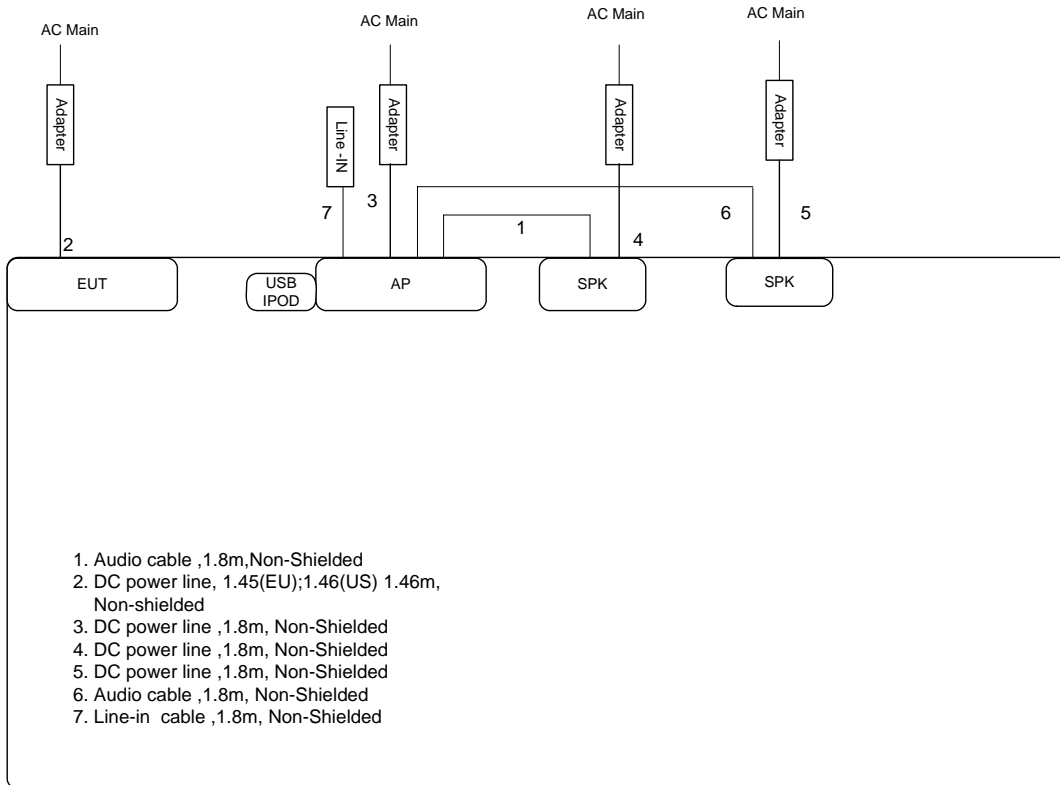 AC Main
AC Main
AC Main
AC Main
Adapter
Line -IN
Adapter
Adapter
Adapter
7
3
1
6
5
2
4
EUT
USB
IPOD
AP
SPK
SPK
1. Audio cable ,1.8m,Non-Shielded
2. DC power line, 1.45(EU);1.46(US) 1.46m,
Non-shielded
3. DC power line ,1.8m, Non-Shielded
4. DC power line ,1.8m, Non-Shielded
5. DC power line ,1.8m, Non-Shielded
6. Audio cable ,1.8m, Non-Shielded
7. Line-in cable ,1.8m, Non-Shielded